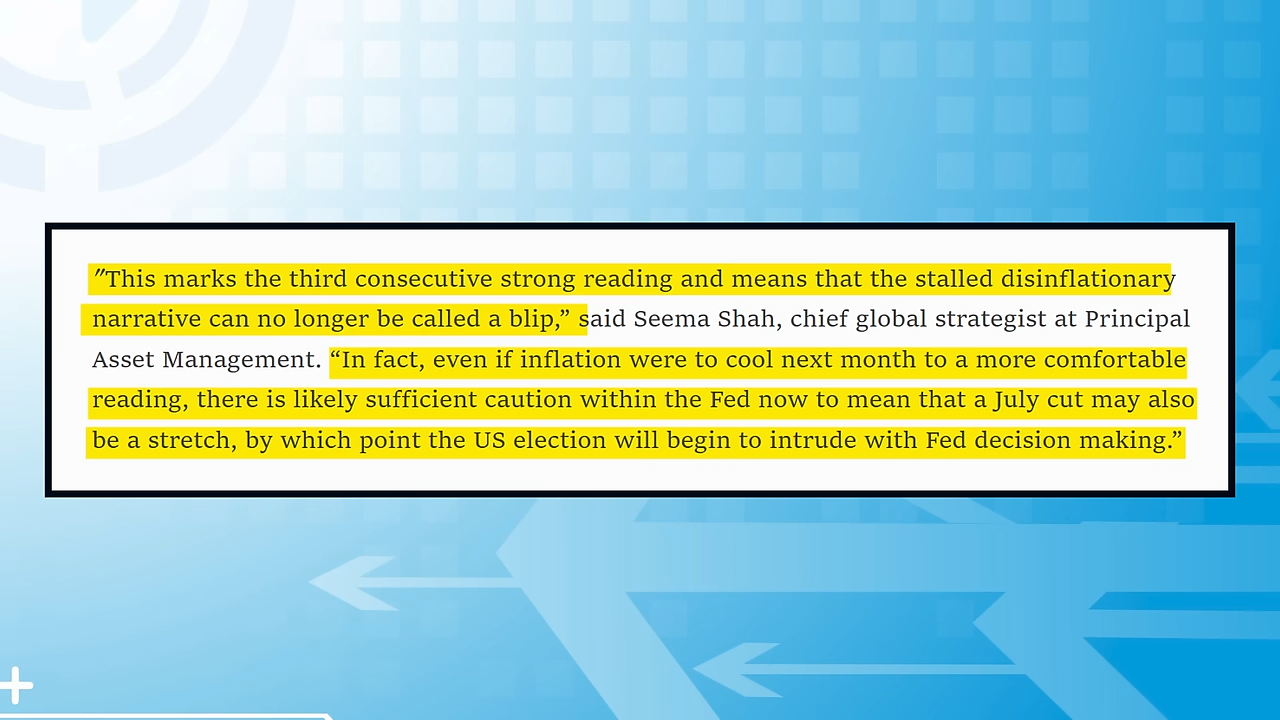 "This marks the third consecutive strong reading and means that the stalled disinflationary
narrative can no longer be called a blip,” said Seema Shah, chief global strategist at Principal
Asset Management. “In fact, even if inflation were to cool next month to a more comfortable
reading, there is likely sufficient caution within the Fed now to mean that a July cut may also
be a stretch, by which point the US election will begin to intrude with Fed decision making.”